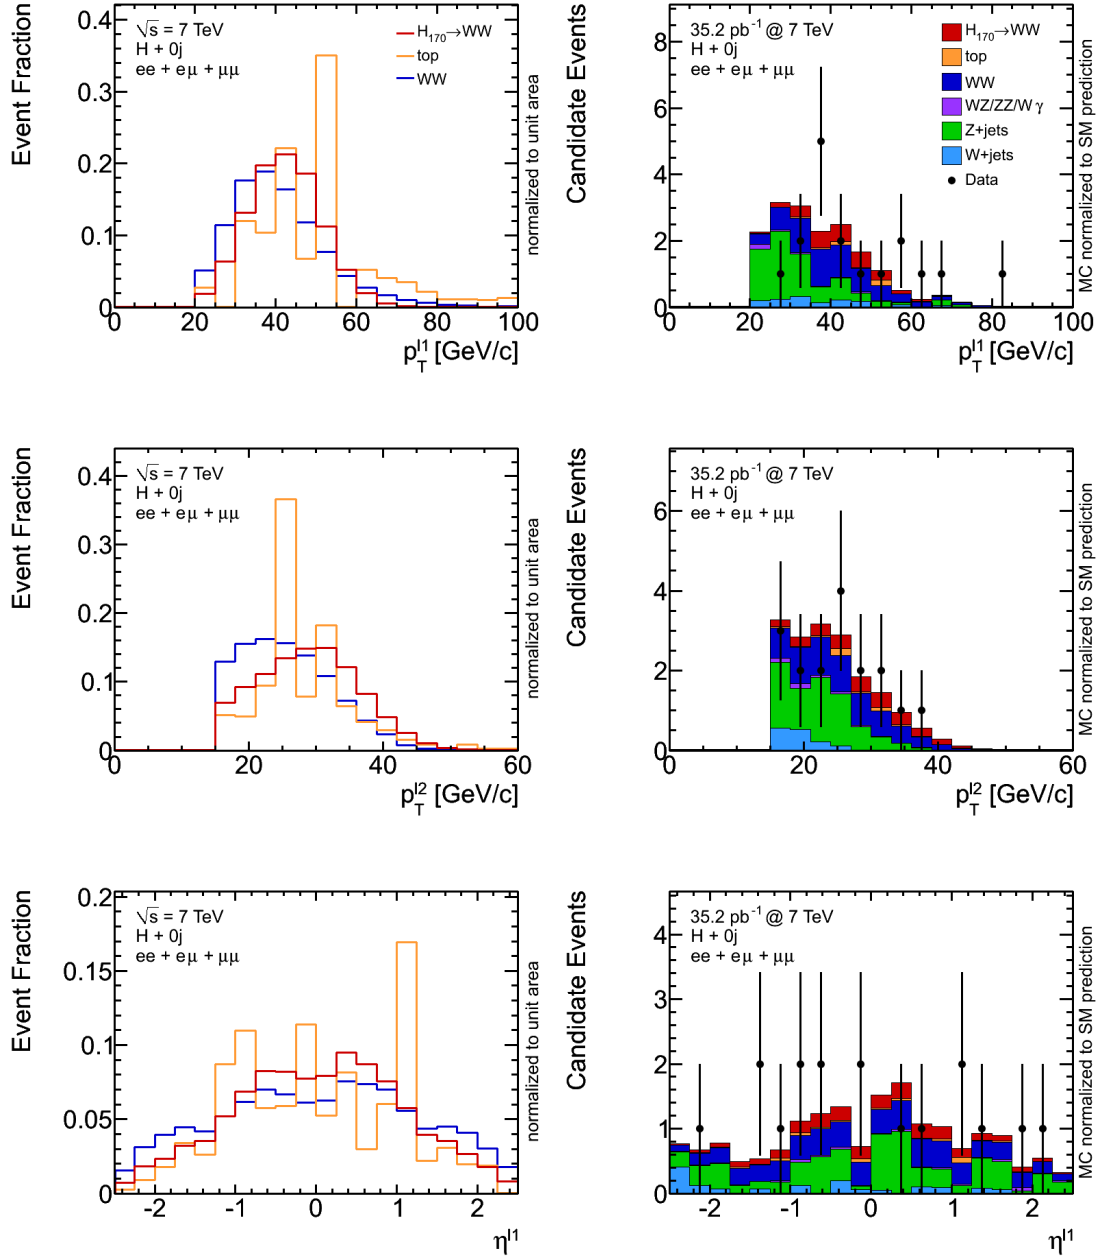 √s = 7 TeV
H + 0j
ee + eμ + μμ
H170→WW
top
WW
Event Fraction
normalized to unit area
0.4
0.3
0.2
0.1
0
0 20 40 60 80 100
pTl1 [GeV/c]
35.2 pb-1 @ 7 TeV
H + 0j
ee + eμ + μμ
H170→WW
top
WW
WZ/ZZ/Wγ
Z+jets
W+jets
Data
Candidate Events
MC normalized to SM prediction
8
6
4
2
0
0 20 40 60 80 100
pTl1 [GeV/c]
√s = 7 TeV
H + 0j
ee + eμ + μμ
Event Fraction
normalized to unit area
0.4
0.3
0.2
0.1
0
0 20 40 60
pTl2 [GeV/c]
35.2 pb-1 @ 7 TeV
H + 0j
ee + eμ + μμ
Candidate Events
MC normalized to SM prediction
6
4
2
0
0 20 40 60
pTl2 [GeV/c]
√s = 7 TeV
H + 0j
ee + eμ + μμ
Event Fraction
normalized to unit area
0.2
0.15
0.1
0.05
0
-2 -1 0 1 2
ηl1
35.2 pb-1 @ 7 TeV
H + 0j
ee + eμ + μμ
Candidate Events
MC normalized to SM prediction
4
3
2
1
0
-2 -1 0 1 2
ηl1